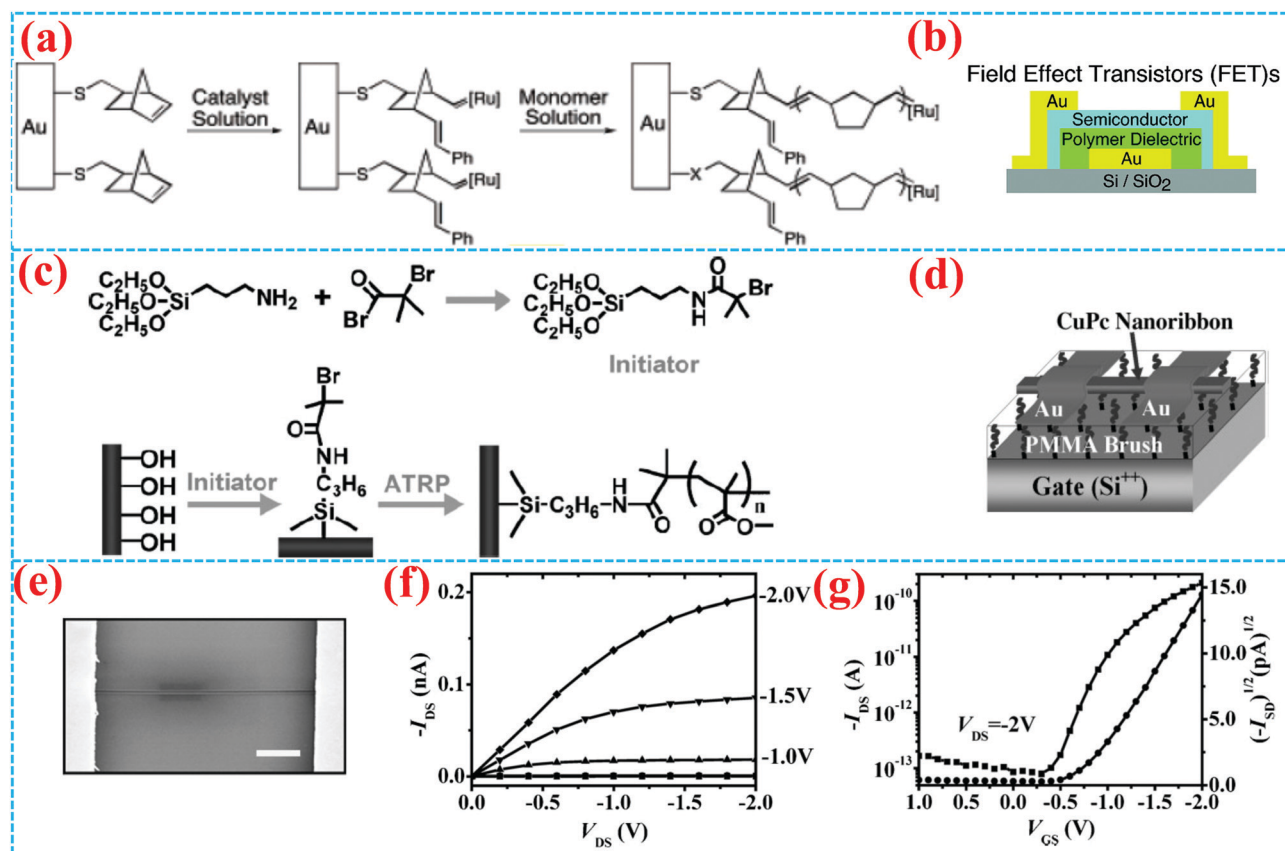 (a)
Au
S
S
Catalyst
Solution
Au
S
[Ru]
Ph
S
[Ru]
Ph
Monomer
Solution
Au
S
[Ru]
Ph
X
[Ru]
Ph
(b)
Field Effect Transistors (FET)s
Au Au
Semiconductor
Polymer Dielectric
Au
Si / SiO2
(c)
C2H5O
C2H5O Si NH2 + O Br
C2H5O Br
C2H5O O Br
C2H5O Si N
C2H5O H
Initiator
OH
OH
OH
OH
Initiator
Br
O
NH
C3H6
Si
ATRP
Si
C3H6
H
N
O
n
O O
(d)
CuPc Nanoribbon
Au Au
PMMA Brush
Gate (Si++)
(e)
(f)
-IDS (nA)
0.2
0.1
0.0
-2.0V
-1.5V
-1.0V
0.0 -0.5 -1.0 -1.5 -2.0
VDS (V)
(g)
-IDS (A)
10-10
10-11
10-12
10-13
VDS=-2V
15.0
10.0
5.0
0.0
(-ISD)1/2(pA)1/2
1.0 0.5 0.0 -0.5 -1.0 -1.5 -2.0
VGS (V)